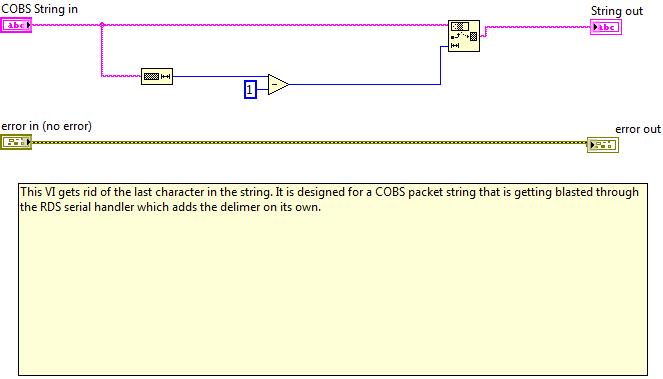 COBS String in
String out
abc
abc
1
error in (no error)
error out
This VI gets rid of the last character in the string. It is designed for a COBS packet string that is getting blasted through
the RDS serial handler which adds the delimer on its own.